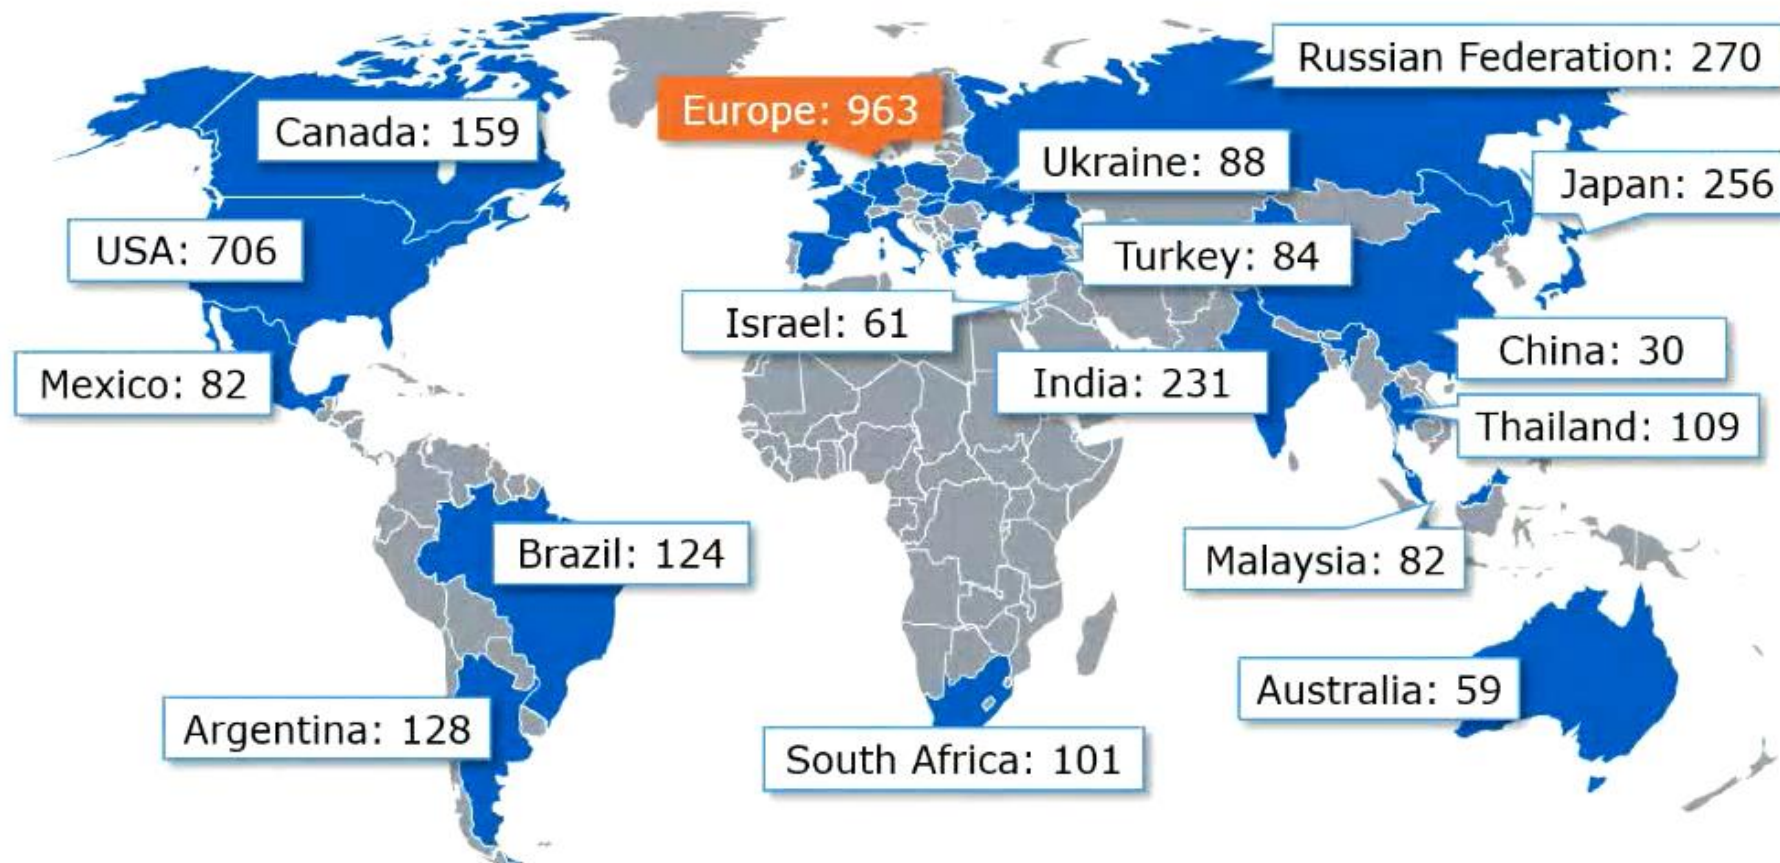 Russian Federation: 270
Europe: 963
Canada: 159
Ukraine: 88
Japan: 256
USA: 706
Turkey: 84
Israel: 61
China: 30
Mexico: 82
India: 231
Thailand: 109
Brazil: 124
Malaysia: 82
Australia: 59
Argentina: 128
South Africa: 101